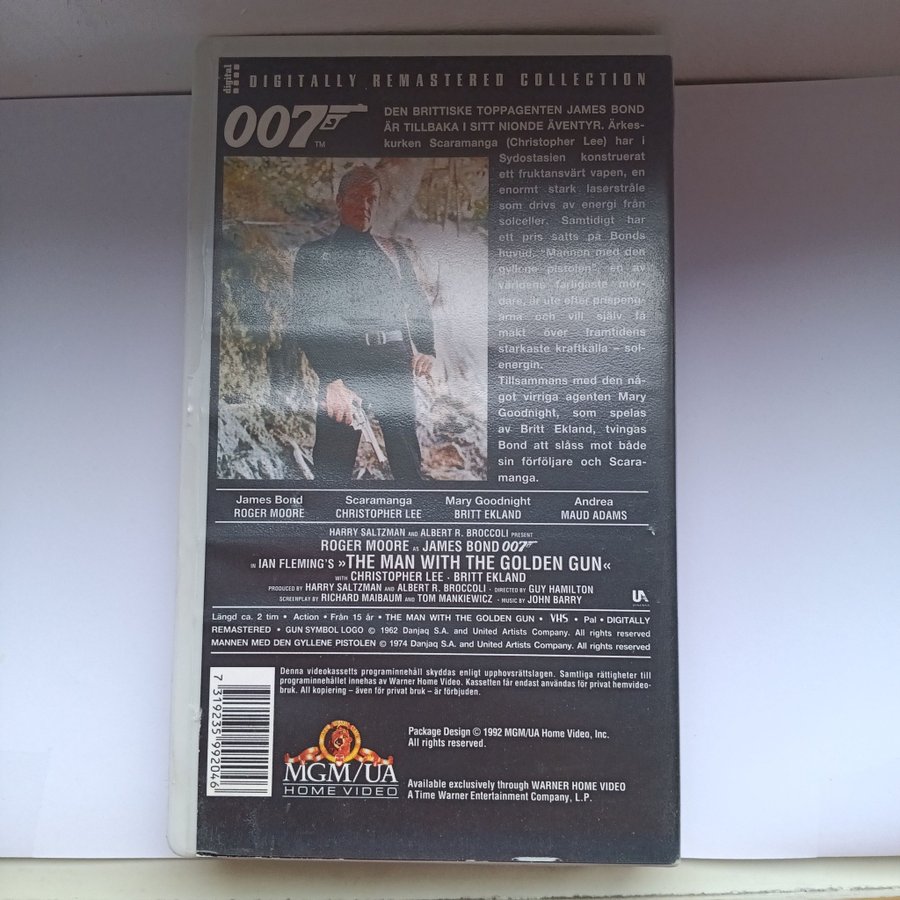 digital
DIGITALLY REMASTERED COLLECTION
007
TM
DEN BRITTISKE TOPPAGENTEN JAMES BOND
ÄR TILLBAKA I SITT NIONDE ÄVENTYR. Ärke-
skurken Scaramanga (Christopher Lee) har i
Sydostasien konstruerat
ett fruktansvärt vapen, en
enormt stark laserstråle
som drivs av energi från
solceller. Samtidigt har
ett pris satts på Bonds
huvud. "Mannen med den
gyllene pistolen", en av
världens farligaste mör-
dare, är ute efter prispeng-
arna och vill själv få
makt över framtidens
starkaste kraftkälla – sol-
energin.
Tillsammans med den nå-
got virriga agenten Mary
Goodnight, som spelas
av Britt Ekland, tvingas
Bond att slåss mot både
sin förföljare och Scara-
manga.
James Bond Scaramanga Mary Goodnight Andrea
ROGER MOORE CHRISTOPHER LEE BRITT EKLAND MAUD ADAMS
HARRY SALTZMAN AND ALBERT R. BROCCOLI PRESENT
ROGER MOORE AS JAMES BOND 007
IN IAN FLEMING'S »THE MAN WITH THE GOLDEN GUN«
WITH CHRISTOPHER LEE · BRITT EKLAND
PRODUCED BY HARRY SALTZMAN AND ALBERT R. BROCCOLI · DIRECTED BY GUY HAMILTON
SCREENPLAY BY RICHARD MAIBAUM AND TOM MANKIEWICZ · MUSIC BY JOHN BARRY
UA
Längd ca. 2 tim • Action • Från 15 år • THE MAN WITH THE GOLDEN GUN • VHS • Pal • DIGITALLY
REMASTERED • GUN SYMBOL LOGO © 1962 Danjaq S.A. and United Artists Company. All rights reserved
MANNEN MED DEN GYLLENE PISTOLEN © 1974 Danjaq S.A. and United Artists Company. All rights reserved
Denna videokassetts programinnehåll skyddas enligt upphovsrättslagen. Samtliga rättigheter till
programinnehållet innehas av Warner Home Video. Kassetten får endast användas för privat hemvideo-
bruk. All kopiering – även för privat bruk – är förbjuden.
7 319235 992046
Package Design © 1992 MGM/UA Home Video, Inc.
All rights reserved.
MGM/UA
HOME VIDEO
Available exclusively through WARNER HOME VIDEO
A Time Warner Entertainment Company, L.P.